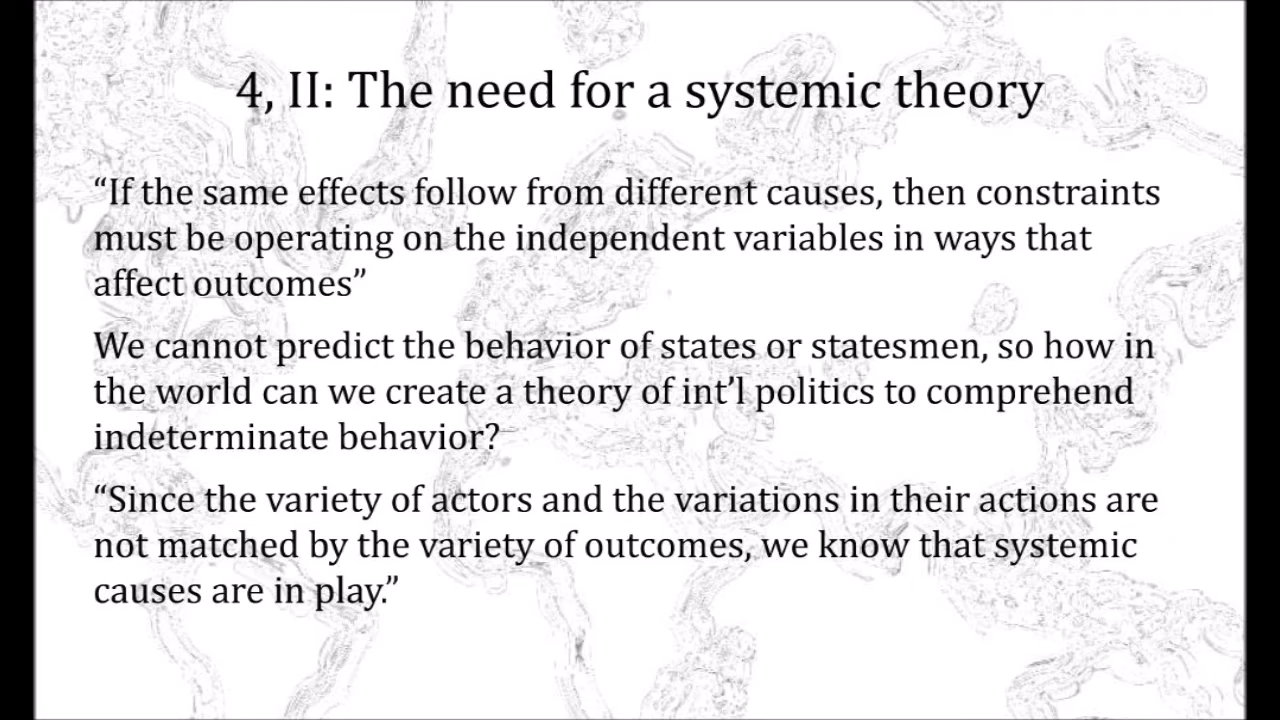 4, II: The need for a systemic theory
“If the same effects follow from different causes, then constraints
must be operating on the independent variables in ways that
affect outcomes”
We cannot predict the behavior of states or statesmen, so how in
the world can we create a theory of int’l politics to comprehend
indeterminate behavior?
“Since the variety of actors and the variations in their actions are
not matched by the variety of outcomes, we know that systemic
causes are in play.”